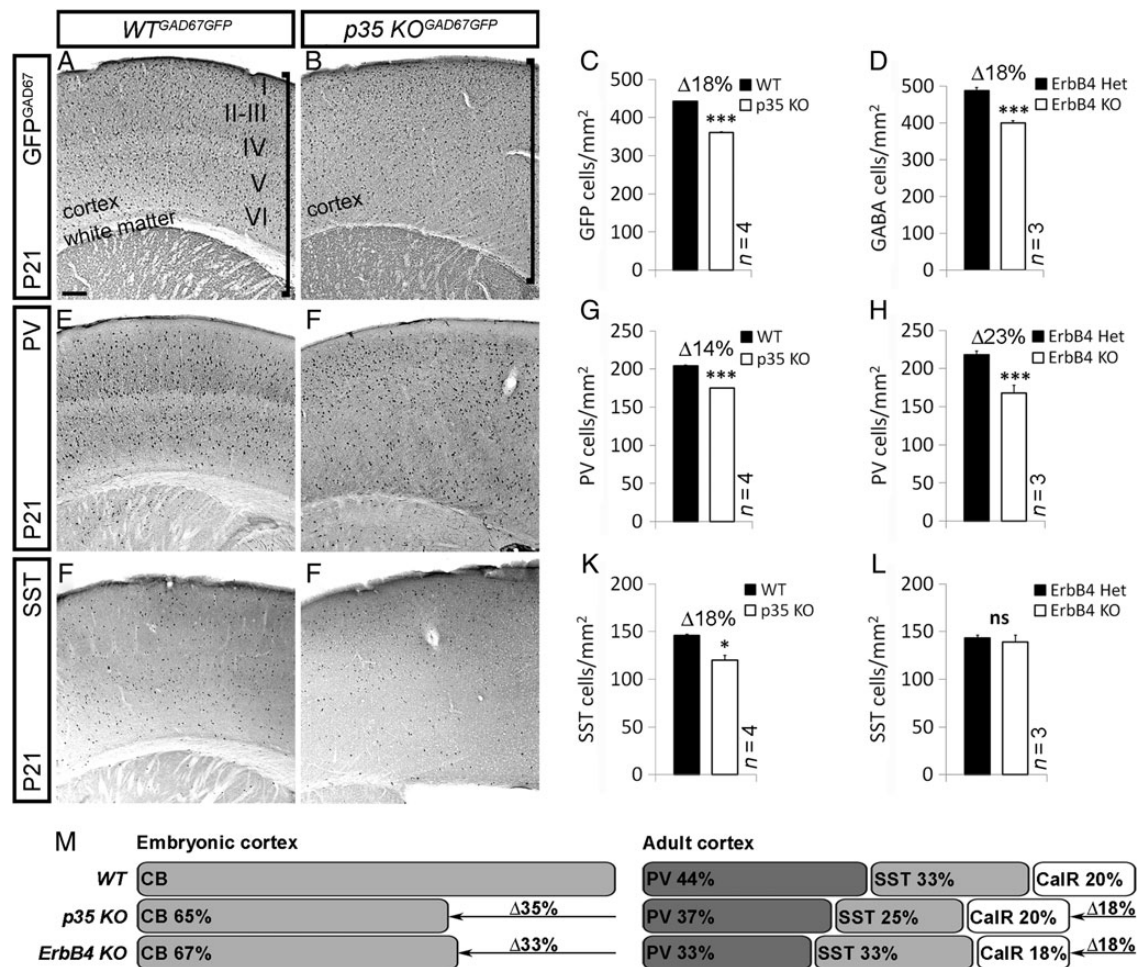 WT^GAD67GFP
p35 KO^GAD67GFP
GFP^GAD67
P21
A
I
II-III
IV
V
VI
cortex
white matter
B
cortex
C
500
400
300
200
100
0
GFP cells/mm²
Δ18%
***
WT
p35 KO
n = 4
D
500
400
300
200
100
0
GABA cells/mm²
Δ18%
***
ErbB4 Het
ErbB4 KO
n = 3
PV
P21
E
F
G
250
200
150
100
50
0
PV cells/mm²
Δ14%
***
WT
p35 KO
n = 4
H
250
200
150
100
50
0
PV cells/mm²
Δ23%
***
ErbB4 Het
ErbB4 KO
n = 3
SST
P21
F
F
K
200
150
100
50
0
SST cells/mm²
Δ18%
*
WT
p35 KO
n = 4
L
200
150
100
50
0
SST cells/mm²
ns
ErbB4 Het
ErbB4 KO
n = 3
M
Embryonic cortex
Adult cortex
WT
CB
PV 44%
SST 33%
CalR 20%
p35 KO
CB 65%
Δ35%
PV 37%
SST 25%
CalR 20%
Δ18%
ErbB4 KO
CB 67%
Δ33%
PV 33%
SST 33%
CalR 18%
Δ18%